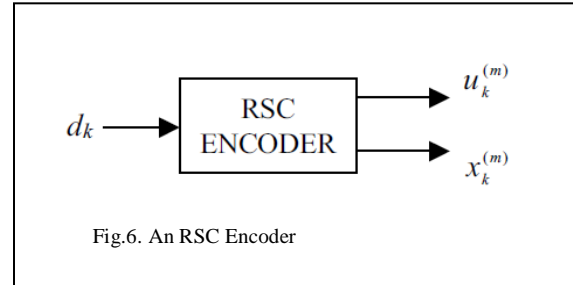 u_k^{(m)}
d_k
RSC
ENCODER
x_k^{(m)}
Fig.6. An RSC Encoder